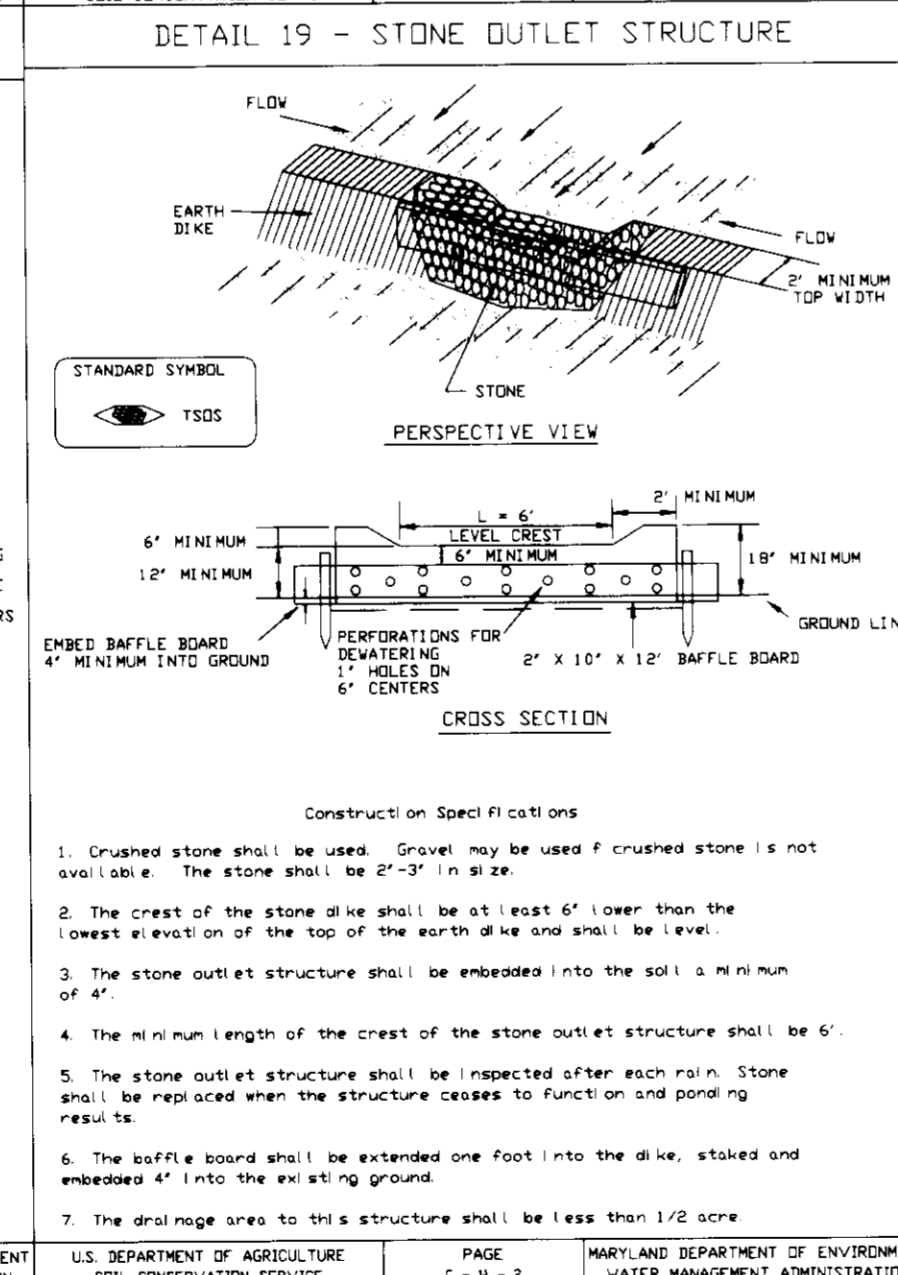 DETAIL 19 - STONE OUTLET STRUCTURE
FLOW
EARTH
DIKE
FLOW
2' MINIMUM
TOP WIDTH
STANDARD SYMBOL
TSOS
STONE
PERSPECTIVE VIEW
2' MINIMUM
L = 6'
6" MINIMUM
LEVEL CREST
6" MINIMUM
18" MINIMUM
12" MINIMUM
GROUND LIN
EMBED BAFFLE BOARD
4" MINIMUM INTO GROUND
PERFORATIONS FOR
DEWATERING
1" HOLES ON
6" CENTERS
2" X 10" X 12' BAFFLE BOARD
CROSS SECTION
RS
Construction Specifications
1. Crushed stone shall be used. Gravel may be used f crushed stone is not
available. The stone shall be 2"-3" in size.
2. The crest of the stone dike shall be at least 6" lower than the
lowest elevation of the top of the earth dike and shall be level.
3. The stone outlet structure shall be embedded into the soil a minimum
of 4".
4. The minimum length of the crest of the stone outlet structure shall be 6'.
5. The stone outlet structure shall be inspected after each rain. Stone
shall be replaced when the structure ceases to function and ponding
results.
6. The baffle board shall be extended one foot into the dike, staked and
embedded 4" into the existing ground.
7. The drainage area to this structure shall be less than 1/2 acre.
ENT
U.S. DEPARTMENT OF AGRICULTURE
SOIL CONSERVATION SERVICE
PAGE
MARYLAND DEPARTMENT OF ENVIRONM
WATER MANAGEMENT ADMINISTRATIO